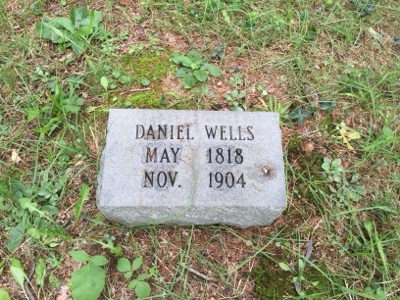 DANIEL WELLS
MAY 1818
NOV. 1904